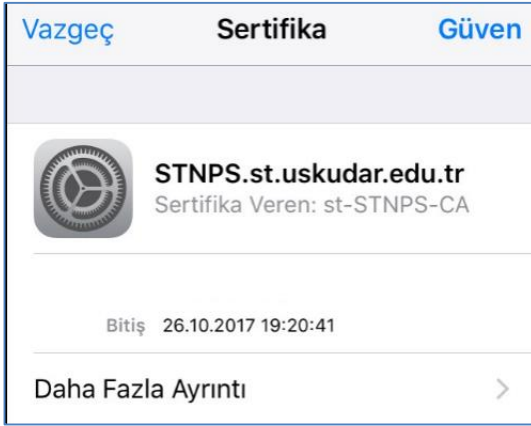 Vazgeç Sertifika Güven
STNPS.st.uskudar.edu.tr
Sertifika Veren: st-STNPS-CA
Bitiş 26.10.2017 19:20:41
Daha Fazla Ayrıntı